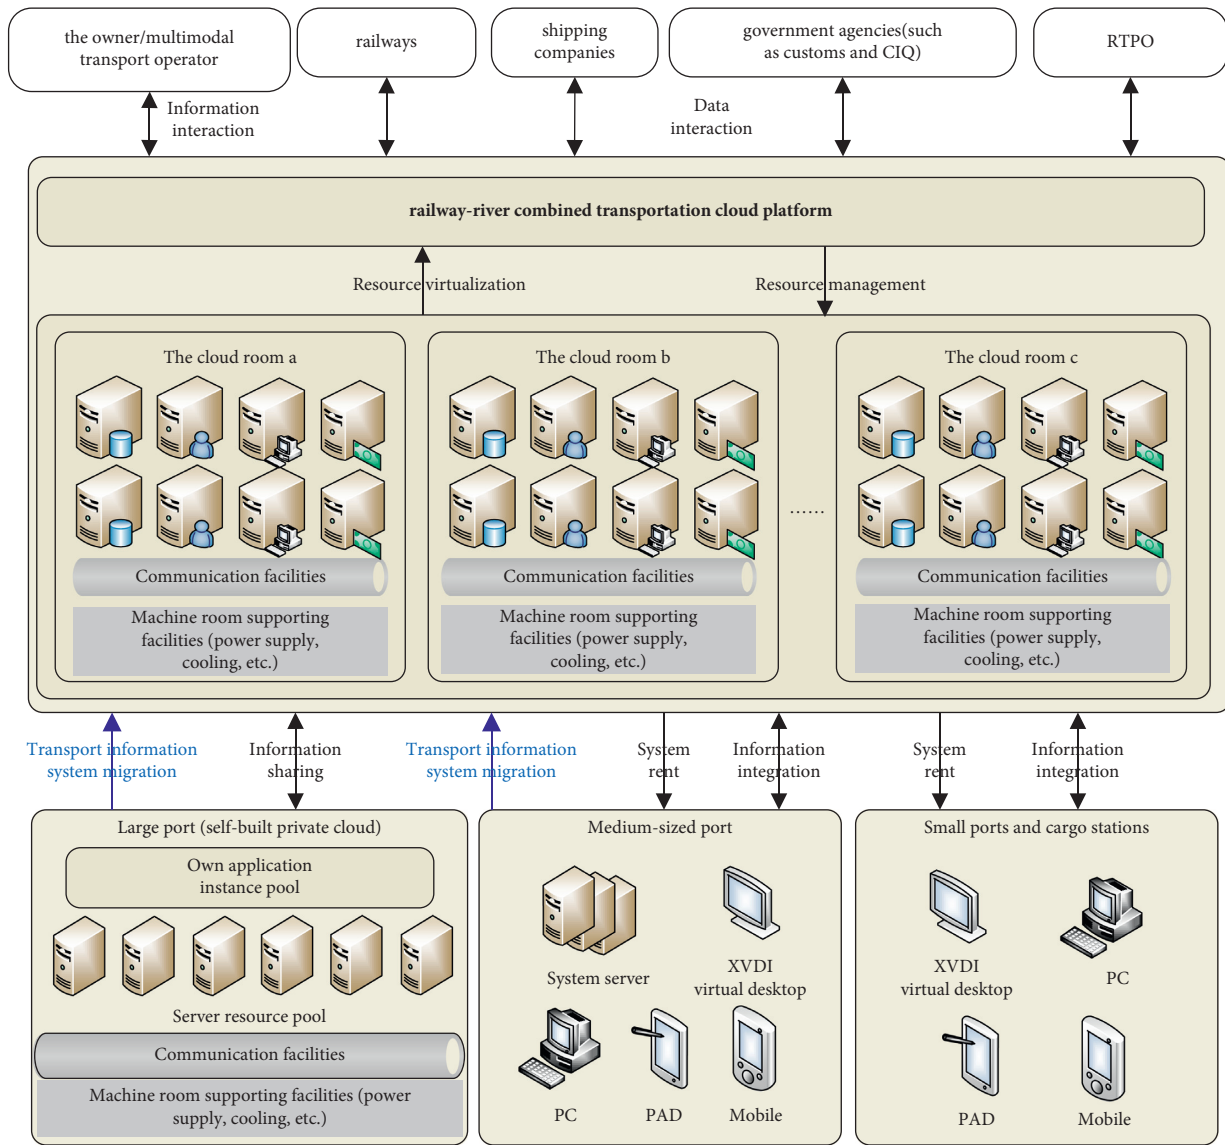 the owner/multimodal
transport operator
railways
shipping
companies
government agencies(such
as customs and CIQ)
RTPO
Information
interaction
Data
interaction
railway-river combined transportation cloud platform
Resource virtualization
Resource management
The cloud room a
The cloud room b
The cloud room c
......
Communication facilities
Communication facilities
Communication facilities
Machine room supporting
facilities (power supply,
cooling, etc.)
Machine room supporting
facilities (power supply,
cooling, etc.)
Machine room supporting
facilities (power supply,
cooling, etc.)
Transport information
system migration
Information
sharing
Transport information
system migration
System
rent
Information
integration
System
rent
Information
integration
Large port (self-built private cloud)
Own application
instance pool
Server resource pool
Communication facilities
Machine room supporting facilities (power
supply, cooling, etc.)
Medium-sized port
System server
XVDI
virtual desktop
PC
PAD
Mobile
Small ports and cargo stations
XVDI
virtual desktop
PC
PAD
Mobile